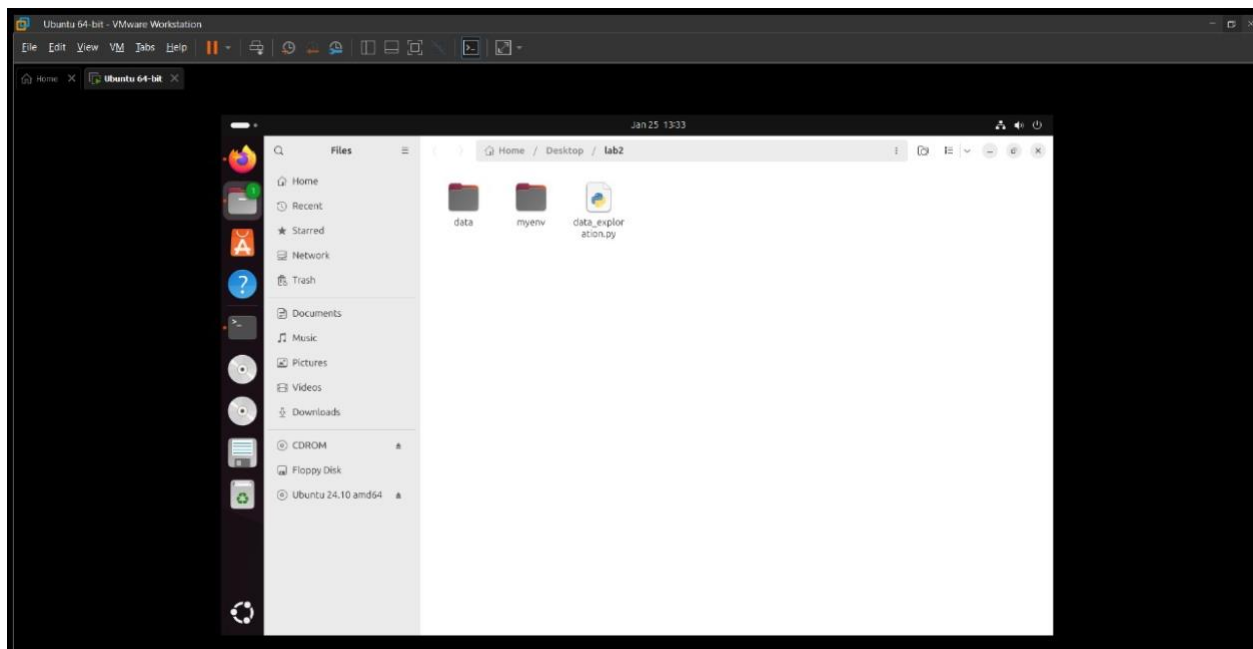 Ubuntu 64-bit - VMware Workstation
File Edit View VM Tabs Help
Home Ubuntu 64-bit
Jan 25 13:33
Files
Home / Desktop / lab2
Home
Recent
Starred
Network
Trash
Documents
Music
Pictures
Videos
Downloads
CDROM
Floppy Disk
Ubuntu 24.10 amd64
data
myenv
data_explor
ation.py
1